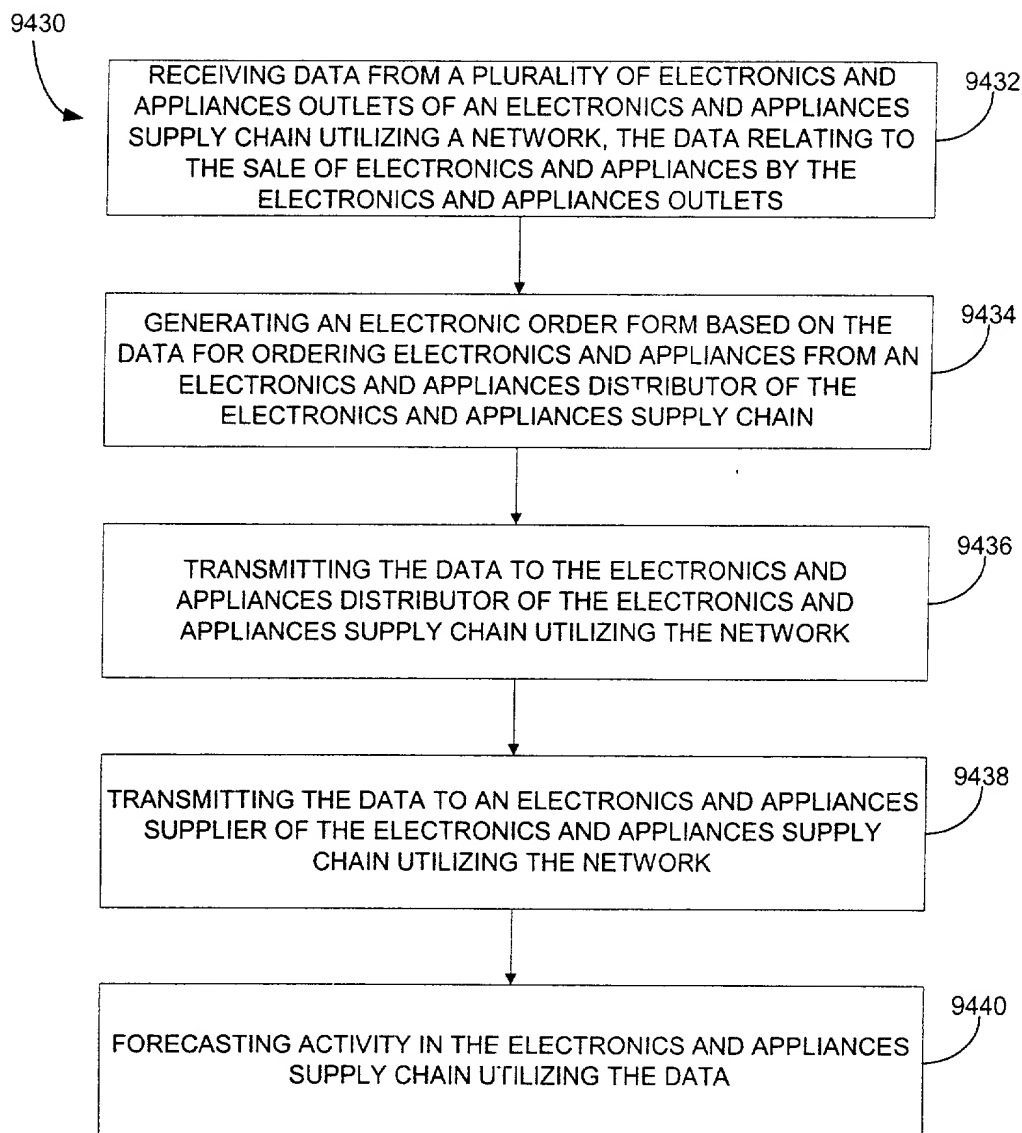 9430
RECEIVING DATA FROM A PLURALITY OF ELECTRONICS AND
APPLIANCES OUTLETS OF AN ELECTRONICS AND APPLIANCES
SUPPLY CHAIN UTILIZING A NETWORK, THE DATA RELATING TO
THE SALE OF ELECTRONICS AND APPLIANCES BY THE
ELECTRONICS AND APPLIANCES OUTLETS
9432
GENERATING AN ELECTRONIC ORDER FORM BASED ON THE
DATA FOR ORDERING ELECTRONICS AND APPLIANCES FROM AN
ELECTRONICS AND APPLIANCES DISTRIBUTOR OF THE
ELECTRONICS AND APPLIANCES SUPPLY CHAIN
9434
TRANSMITTING THE DATA TO THE ELECTRONICS AND
APPLIANCES DISTRIBUTOR OF THE ELECTRONICS AND
APPLIANCES SUPPLY CHAIN UTILIZING THE NETWORK
9436
TRANSMITTING THE DATA TO AN ELECTRONICS AND APPLIANCES
SUPPLIER OF THE ELECTRONICS AND APPLIANCES SUPPLY
CHAIN UTILIZING THE NETWORK
9438
FORECASTING ACTIVITY IN THE ELECTRONICS AND APPLIANCES
SUPPLY CHAIN UTILIZING THE DATA
9440